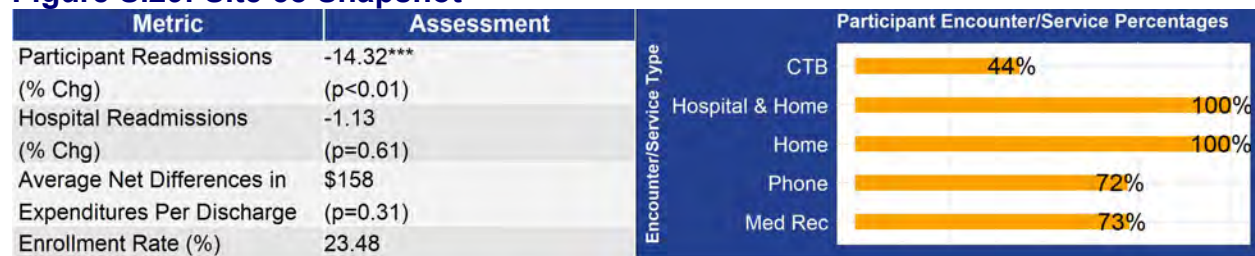 Metric Assessment
Participant Readmissions -14.32***
(% Chg) (p<0.01)
Hospital Readmissions -1.13
(% Chg) (p=0.61)
Average Net Differences in $158
Expenditures Per Discharge (p=0.31)
Enrollment Rate (%) 23.48
Participant Encounter/Service Percentages
Encounter/Service Type
CTB 44%
Hospital & Home 100%
Home 100%
Phone 72%
Med Rec 73%